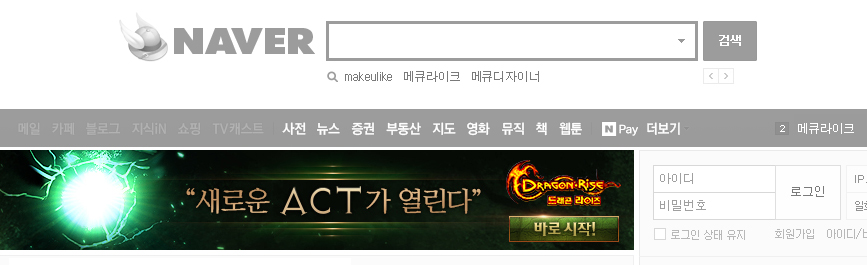 NAVER
검색
makeulike 메큐라이크 메큐디자이너
메일 카페 블로그 지식iN 쇼핑 TV캐스트 사전 뉴스 증권 부동산 지도 영화 뮤직 책 웹툰 N Pay 더보기 2 메큐라이크
"새로운 ACT가 열린다"
DRAGON RISE
드래곤 라이즈
바로 시작!
아이디
비밀번호
로그인
IP
로그인 상태 유지 회원가입 아이디/